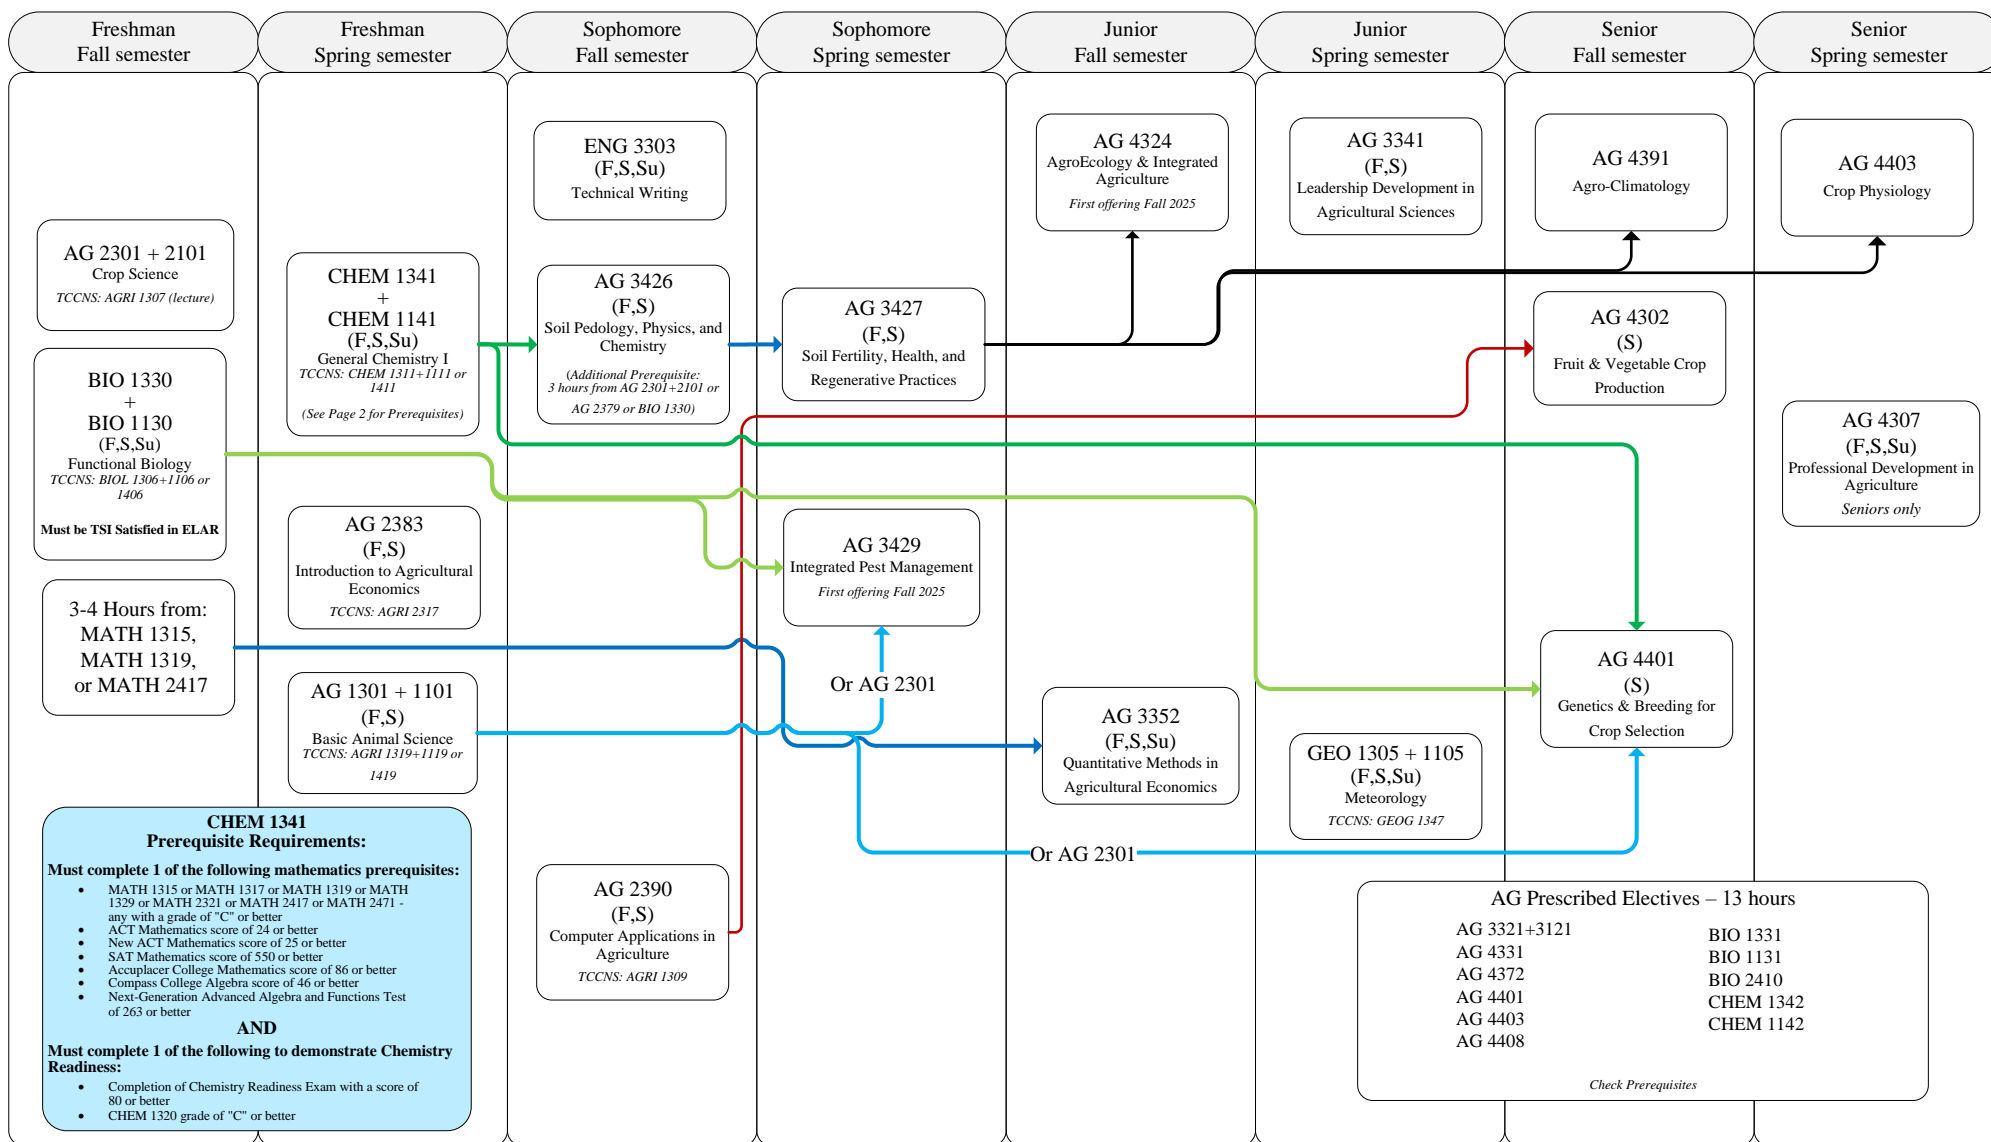 Freshman
Fall semester
Freshman
Spring semester
Sophomore
Fall semester
Sophomore
Spring semester
Junior
Fall semester
Junior
Spring semester
Senior
Fall semester
Senior
Spring semester
AG 2301 + 2101
Crop Science
TCCNS: AGRI 1307 (lecture)
BIO 1330
+
BIO 1130
(F,S,Su)
Functional Biology
TCCNS: BIOL 1306+1106 or
1406
Must be TSI Satisfied in ELAR
3-4 Hours from:
MATH 1315,
MATH 1319,
or MATH 2417
CHEM 1341
+
CHEM 1141
(F,S,Su)
General Chemistry I
TCCNS: CHEM 1311+1111 or
1411
(See Page 2 for Prerequisites)
AG 2383
(F,S)
Introduction to Agricultural
Economics
TCCNS: AGRI 2317
AG 1301 + 1101
(F,S)
Basic Animal Science
TCCNS: AGRI 1319+1119 or
1419
CHEM 1341
Prerequisite Requirements:
Must complete 1 of the following mathematics prerequisites:
• MATH 1315 or MATH 1317 or MATH 1319 or MATH
1329 or MATH 2321 or MATH 2417 or MATH 2471 -
any with a grade of "C" or better
• ACT Mathematics score of 24 or better
• New ACT Mathematics score of 25 or better
• SAT Mathematics score of 550 or better
• Accuplacer College Mathematics score of 86 or better
• Compass College Algebra score of 46 or better
• Next-Generation Advanced Algebra and Functions Test
of 263 or better
AND
Must complete 1 of the following to demonstrate Chemistry
Readiness:
• Completion of Chemistry Readiness Exam with a score of
80 or better
• CHEM 1320 grade of "C" or better
ENG 3303
(F,S,Su)
Technical Writing
AG 3426
(F,S)
Soil Pedology, Physics, and
Chemistry
(Additional Prerequisite:
3 hours from AG 2301+2101 or
AG 2379 or BIO 1330)
AG 2390
(F,S)
Computer Applications in
Agriculture
TCCNS: AGRI 1309
AG 3427
(F,S)
Soil Fertility, Health, and
Regenerative Practices
AG 3429
Integrated Pest Management
First offering Fall 2025
Or AG 2301
AG 4324
AgroEcology & Integrated
Agriculture
First offering Fall 2025
AG 3352
(F,S,Su)
Quantitative Methods in
Agricultural Economics
Or AG 2301
AG 3341
(F,S)
Leadership Development in
Agricultural Sciences
GEO 1305 + 1105
(F,S,Su)
Meteorology
TCCNS: GEOG 1347
AG 4391
Agro-Climatology
AG 4302
(S)
Fruit & Vegetable Crop
Production
AG 4401
(S)
Genetics & Breeding for
Crop Selection
AG 4403
Crop Physiology
AG 4307
(F,S,Su)
Professional Development in
Agriculture
Seniors only
AG Prescribed Electives – 13 hours
AG 3321+3121
AG 4331
AG 4372
AG 4401
AG 4403
AG 4408
BIO 1331
BIO 1131
BIO 2410
CHEM 1342
CHEM 1142
Check Prerequisites